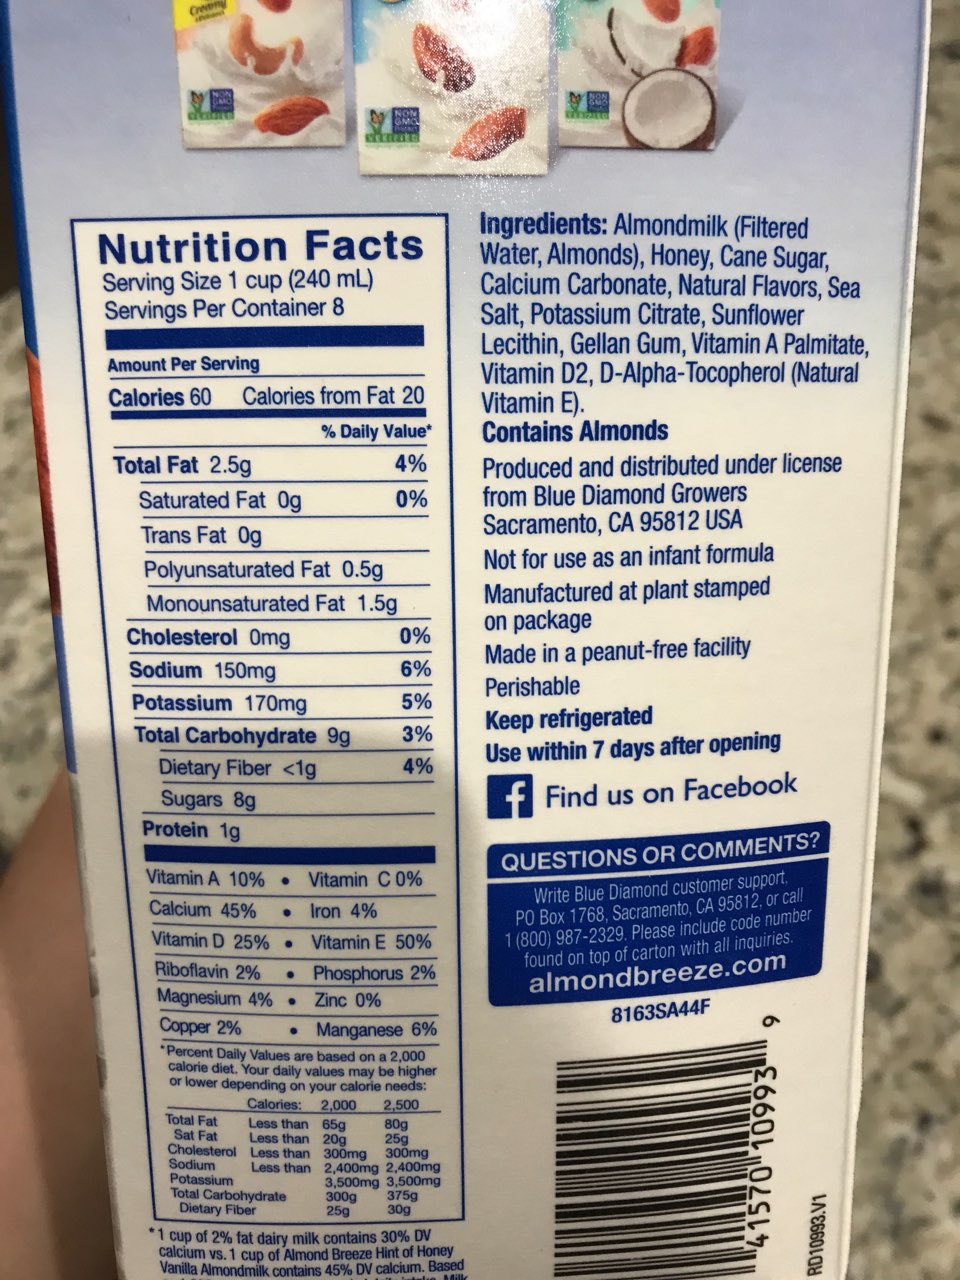 Creamy
NON
GMO
Project
VERIFIED
NON
GMO
Project
VERIFIED
NON
GMO
Project
VERIFIED
Nutrition Facts
Serving Size 1 cup (240 mL)
Servings Per Container 8
Amount Per Serving
Calories 60 Calories from Fat 20
% Daily Value*
Total Fat 2.5g 4%
Saturated Fat 0g 0%
Trans Fat 0g
Polyunsaturated Fat 0.5g
Monounsaturated Fat 1.5g
Cholesterol 0mg 0%
Sodium 150mg 6%
Potassium 170mg 5%
Total Carbohydrate 9g 3%
Dietary Fiber <1g 4%
Sugars 8g
Protein 1g
Vitamin A 10% • Vitamin C 0%
Calcium 45% • Iron 4%
Vitamin D 25% • Vitamin E 50%
Riboflavin 2% • Phosphorus 2%
Magnesium 4% • Zinc 0%
Copper 2% • Manganese 6%
*Percent Daily Values are based on a 2,000
calorie diet. Your daily values may be higher
or lower depending on your calorie needs:
Calories: 2,000 2,500
Total Fat Less than 65g 80g
Sat Fat Less than 20g 25g
Cholesterol Less than 300mg 300mg
Sodium Less than 2,400mg 2,400mg
Potassium 3,500mg 3,500mg
Total Carbohydrate 300g 375g
Dietary Fiber 25g 30g
*1 cup of 2% fat dairy milk contains 30% DV
calcium vs. 1 cup of Almond Breeze Hint of Honey
Vanilla Almondmilk contains 45% DV calcium. Based
Milk
Ingredients: Almondmilk (Filtered
Water, Almonds), Honey, Cane Sugar,
Calcium Carbonate, Natural Flavors, Sea
Salt, Potassium Citrate, Sunflower
Lecithin, Gellan Gum, Vitamin A Palmitate,
Vitamin D2, D-Alpha-Tocopherol (Natural
Vitamin E).
Contains Almonds
Produced and distributed under license
from Blue Diamond Growers
Sacramento, CA 95812 USA
Not for use as an infant formula
Manufactured at plant stamped
on package
Made in a peanut-free facility
Perishable
Keep refrigerated
Use within 7 days after opening
f Find us on Facebook
QUESTIONS OR COMMENTS?
Write Blue Diamond customer support,
PO Box 1768, Sacramento, CA 95812, or call
1 (800) 987-2329. Please include code number
found on top of carton with all inquiries.
almondbreeze.com
8163SA44F
41570 10993 9
RD10993.V1